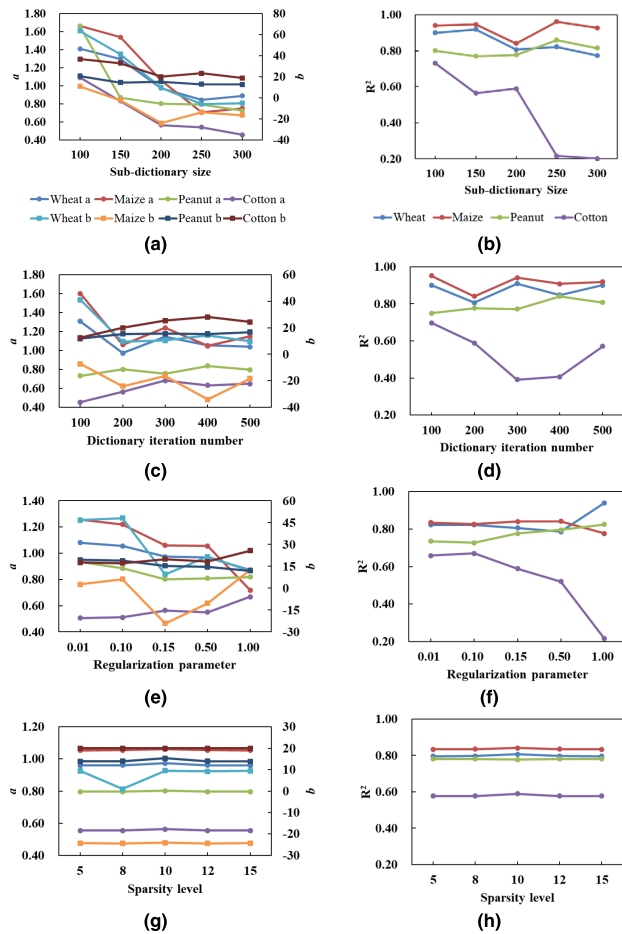 1.80 80 1.00
1.60 60
1.40 40 0.80
1.20 20
a b R²
1.00 0 0.60
0.80 -20 0.40
0.60
0.40 -40 0.20
100 150 200 250 300 100 150 200 250 300
Sub-dictionary size Sub-dictionary Size
Wheat a Maize a Peanut a Cotton a Wheat Maize Peanut Cotton
Wheat b Maize b Peanut b Cotton b
(a) (b)
1.80 60 1.00
1.60 40 0.80
1.40
1.20 20
a b R²
1.00 0 0.60
0.80 -20 0.40
0.60
0.40 -40 0.20
100 200 300 400 500 100 200 300 400 500
Dictionary iteration number Dictionary iteration number
(c) (d)
1.40 60 1.00
1.20 45 0.80
30
a 1.00 15 b R² 0.60
0.80 0
0.60 -15 0.40
0.40 -30 0.20
0.01 0.10 0.15 0.50 1.00 0.01 0.10 0.15 0.50 1.00
Regularization parameter Regularization parameter
(e) (f)
1.20 30 1.00
1.00 20 0.80
10
a 0.80 0 b R² 0.60
0.60 -10 0.40
-20
0.40 -30 0.20
5 8 10 12 15 5 8 10 12 15
Sparsity level Sparsity level
(g) (h)